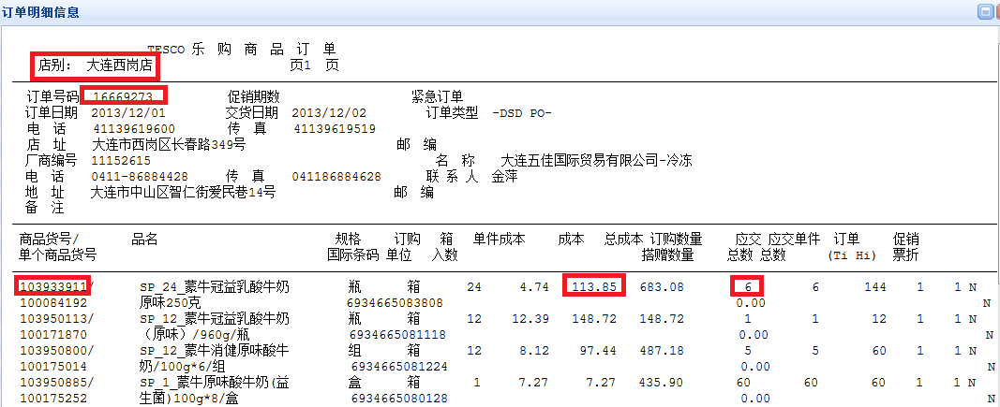 订单明细信息
TESCO 乐 购 商 品 订 单
店别: 大连西岗店 页1 页
订单号码 16669273 促销期数 紧急订单
订单日期 2013/12/01 交货日期 2013/12/02 订单类型 -DSD PO-
电 话 41139619600 传 真 41139619519
店 址 大连市西岗区长春路349号 邮 编
厂商编号 11152615 名 称 大连五佳国际贸易有限公司-冷冻
电 话 0411-86884428 传 真 041186884628 联 系 人 金萍
地 址 大连市中山区智仁街爱民巷14号 邮 编
备 注
商品货号/ 品名 规格 订购 箱 单件成本 成本 总成本 订购数量 应交 应交单件 订单 促销
单个商品货号 国际条码 单位 入数 搭赠数量 总数 总数 (Ti Hi) 票折
103933911/ SP_24_蒙牛冠益乳酸牛奶 瓶 箱 24 4.74 113.85 683.08 6 6 144 1 1 N
100084192 原味250克 6934665083808 0.00 N
103950113/ SP_12_蒙牛冠益乳酸牛奶 瓶 箱 12 12.39 148.72 148.72 1 1 12 1 1 N
100171870 （原味）/960g/瓶 6934665081118 0.00 N
103950800/ SP_12_蒙牛消健原味酸牛 组 箱 12 8.12 97.44 487.18 5 5 60 1 1 N
100175014 奶/100g*6/组 6934665081224 0.00 N
103950885/ SP_1_蒙牛原味酸牛奶(益 盒 箱 1 7.27 7.27 435.90 60 60 60 1 1 N
100175252 生菌)100g*8/盒 6934665080128 0.00 N